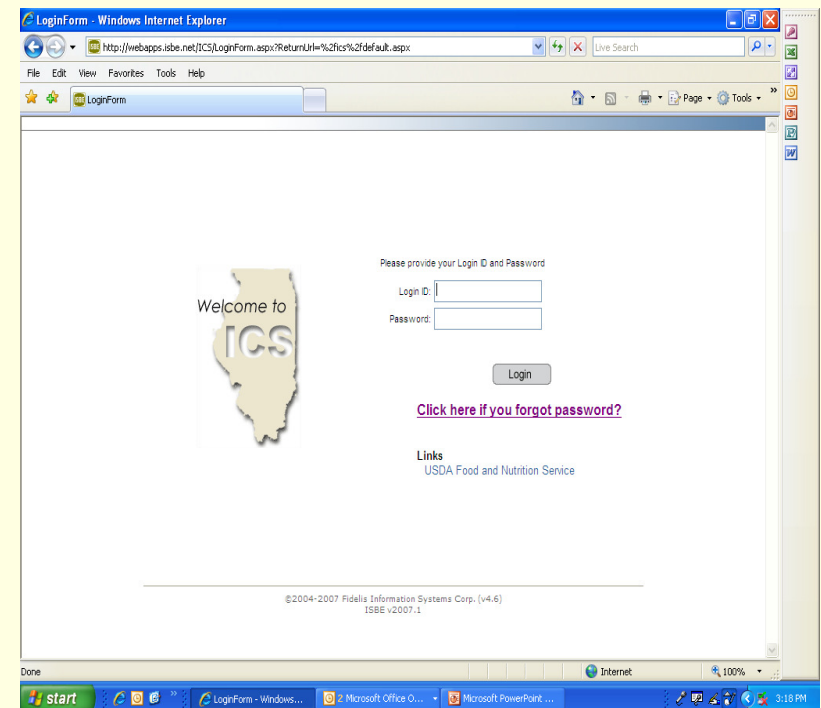 LoginForm - Windows Internet Explorer
http://webapps.isbe.net/ICS/LoginForm.aspx?ReturnUrl=%2fics%2fdefault.aspx
Live Search
File Edit View Favorites Tools Help
LoginForm
Page Tools »
Please provide your Login ID and Password
Login ID:
Password:
Welcome to
ICS
Login
Click here if you forgot password?
Links
USDA Food and Nutrition Service
©2004-2007 Fidelis Information Systems Corp. (v4.6)
ISBE v2007.1
Done Internet 100%
start » LoginForm - Windows... 2 Microsoft Office O... Microsoft PowerPoint ... 3:18 PM